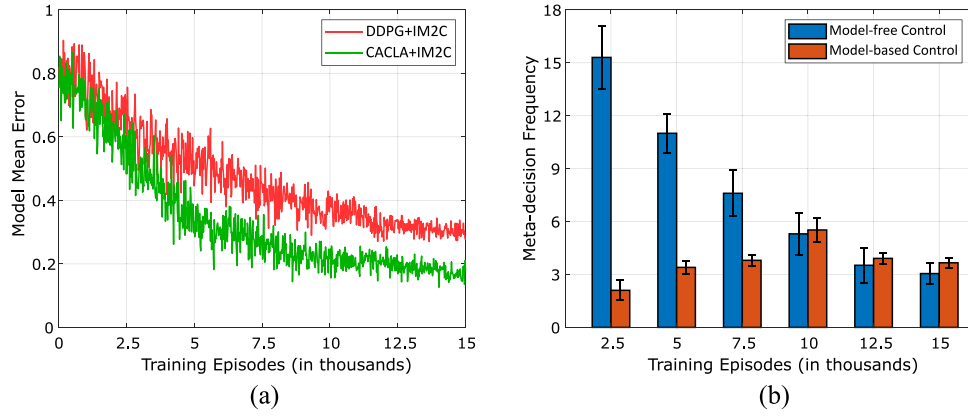 DDPG+IM2C
CACLA+IM2C
Model Mean Error
1
0.8
0.6
0.4
0.2
0
0 2.5 5 7.5 10 12.5 15
Training Episodes (in thousands)
(a)
Model-free Control
Model-based Control
Meta-decision Frequency
18
15
12
9
6
3
0
2.5 5 7.5 10 12.5 15
Training Episodes (in thousands)
(b)